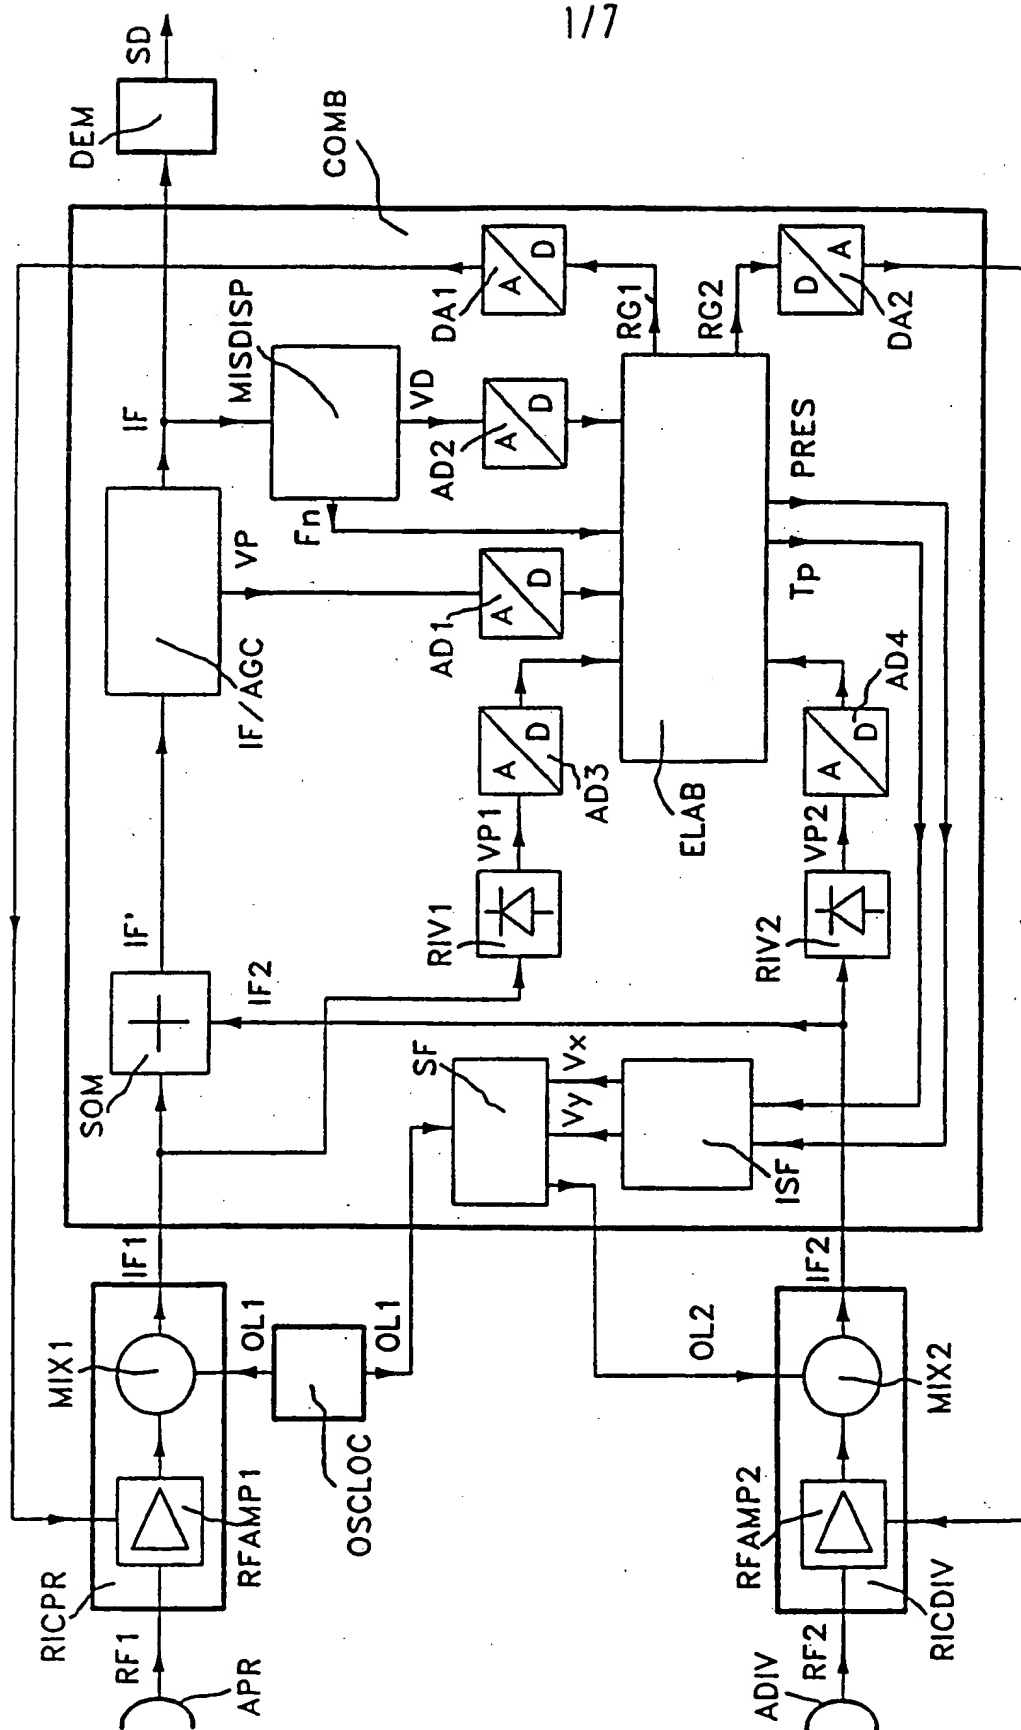 1/7
SD
DEM
COMB
IF
MISDISP
DA1
A
D
RG1
RG2
D
A
DA2
VD
AD2
A
D
Fn
VP
IF/AGC
AD1
A
D
PRES
Tp
AD4
A
D
AD3
A
D
ELAB
VP1
VP2
RIV1
RIV2
IF'
IF2
SOM
SF
Vx
Vy
ISF
IF1
IF2
MIX1
OL1
OL1
OL2
MIX2
OSCLOC
RFAMP1
RFAMP2
RICPR
RICDIV
RF1
RF2
APR
ADIV